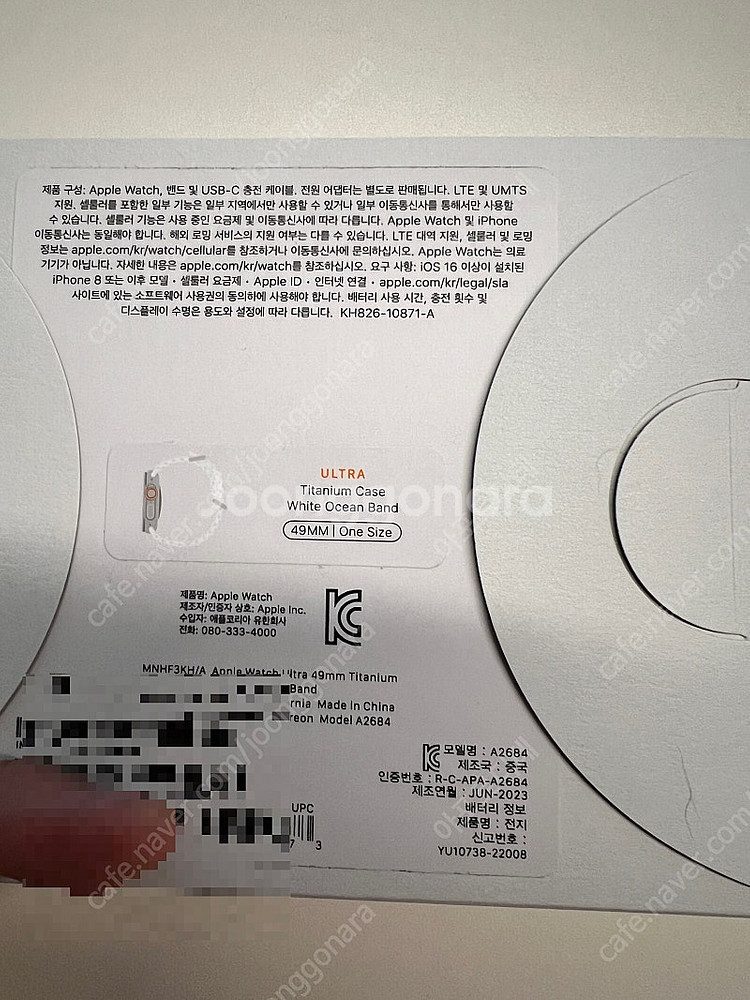 제품 구성: Apple Watch, 밴드 및 USB-C 충전 케이블. 전원 어댑터는 별도로 판매됩니다. LTE 및 UMTS
지원. 셀룰러를 포함한 일부 기능은 일부 지역에서만 사용할 수 있거나 일부 이동통신사를 통해서만 사용할
수 있습니다. 셀룰러 기능은 사용 중인 요금제 및 이동통신사에 따라 다릅니다. Apple Watch 및 iPhone
이동통신사는 동일해야 합니다. 해외 로밍 서비스의 지원 여부는 다를 수 있습니다. LTE 대역 지원, 셀룰러 및 로밍
정보는 apple.com/kr/watch/cellular를 참조하거나 이동통신사에 문의하십시오. Apple Watch는 의료
기기가 아닙니다. 자세한 내용은 apple.com/kr/watch를 참조하십시오. 요구 사항: iOS 16 이상이 설치된
iPhone 8 또는 이후 모델 • 셀룰러 요금제 • Apple ID • 인터넷 연결 • apple.com/kr/legal/sla
사이트에 있는 소프트웨어 사용권의 동의하에 사용해야 합니다. 배터리 사용 시간, 충전 횟수 및
디스플레이 수명은 용도와 설정에 따라 다릅니다. KH826-10871-A
ULTRA
Titanium Case
White Ocean Band
49MM | One Size
joonggonara
제품명: Apple Watch
제조자/인증자 상호: Apple Inc.
수입자: 애플코리아 유한회사
전화: 080-333-4000
MNHF3KH/A Apple Watch Ultra 49mm Titanium
Band
rnia Made in China
reon Model A2684
모델명 : A2684
제조국 : 중국
인증번호 : R-C-APA-A2684
제조연월 : JUN-2023
배터리 정보
제품명 : 전지
신고번호 :
YU10738-22008
UPC
7 3
cafe.naver.com/joonggonara